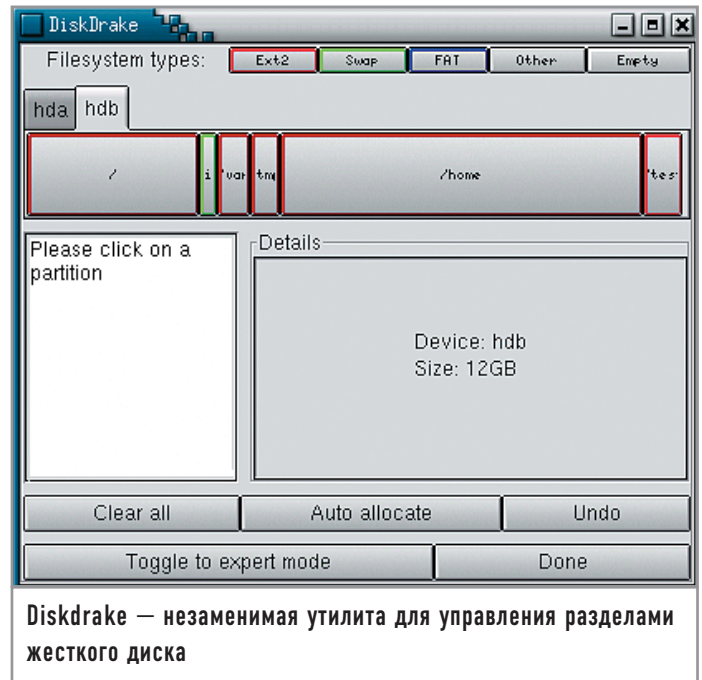 DiskDrake
Filesystem types: Ext2 Swap FAT Other Empty
hda hdb
/ i var tmp /home tes
Please click on a
partition
Details
Device: hdb
Size: 12GB
Clear all Auto allocate Undo
Toggle to expert mode Done
Diskdrake — незаменимая утилита для управления разделами
жесткого диска